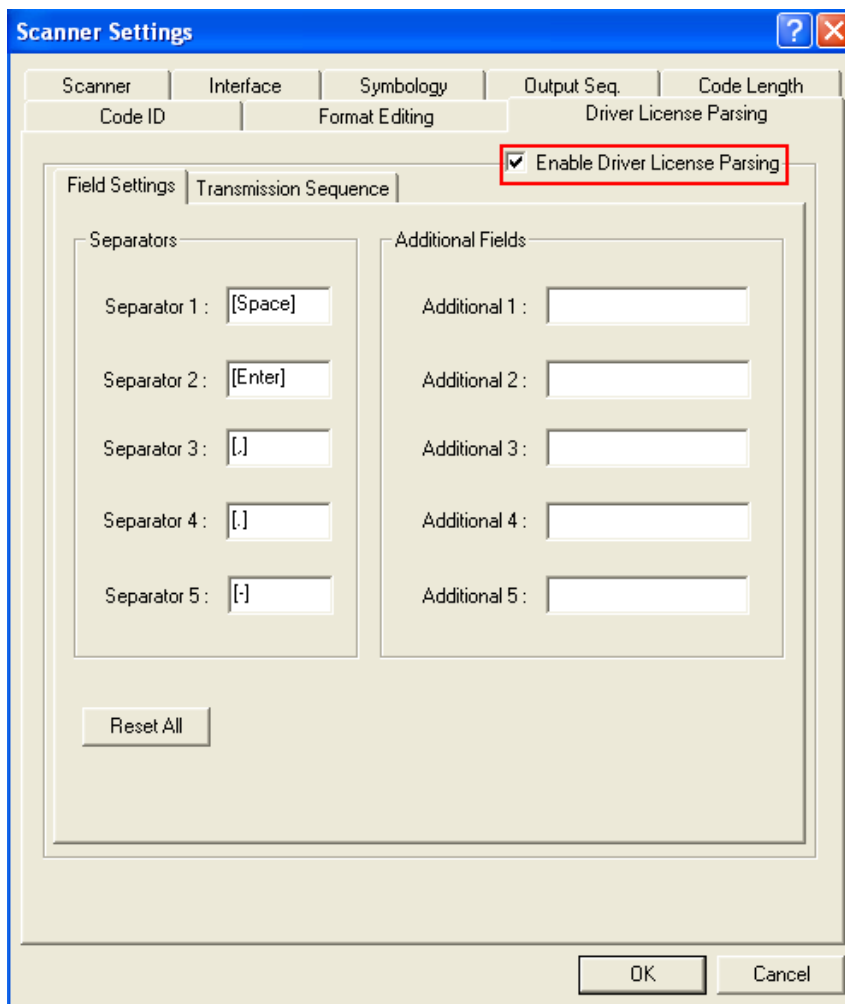 Scanner Settings
?
Scanner Interface Symbology Output Seq. Code Length
Code ID Format Editing Driver License Parsing
Enable Driver License Parsing
Field Settings Transmission Sequence
Separators Additional Fields
Separator 1 : [Space] Additional 1 :
Separator 2 : [Enter] Additional 2 :
Separator 3 : [,] Additional 3 :
Separator 4 : [.] Additional 4 :
Separator 5 : [-] Additional 5 :
Reset All
OK Cancel